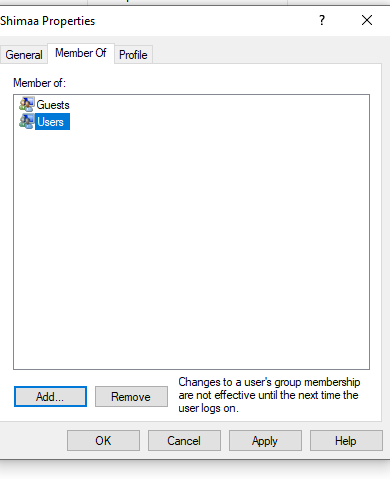 Shimaa Properties
?
General
Member Of
Profile
Member of:
Guests
Users
Add...
Remove
Changes to a user's group membership
are not effective until the next time the
user logs on.
OK
Cancel
Apply
Help